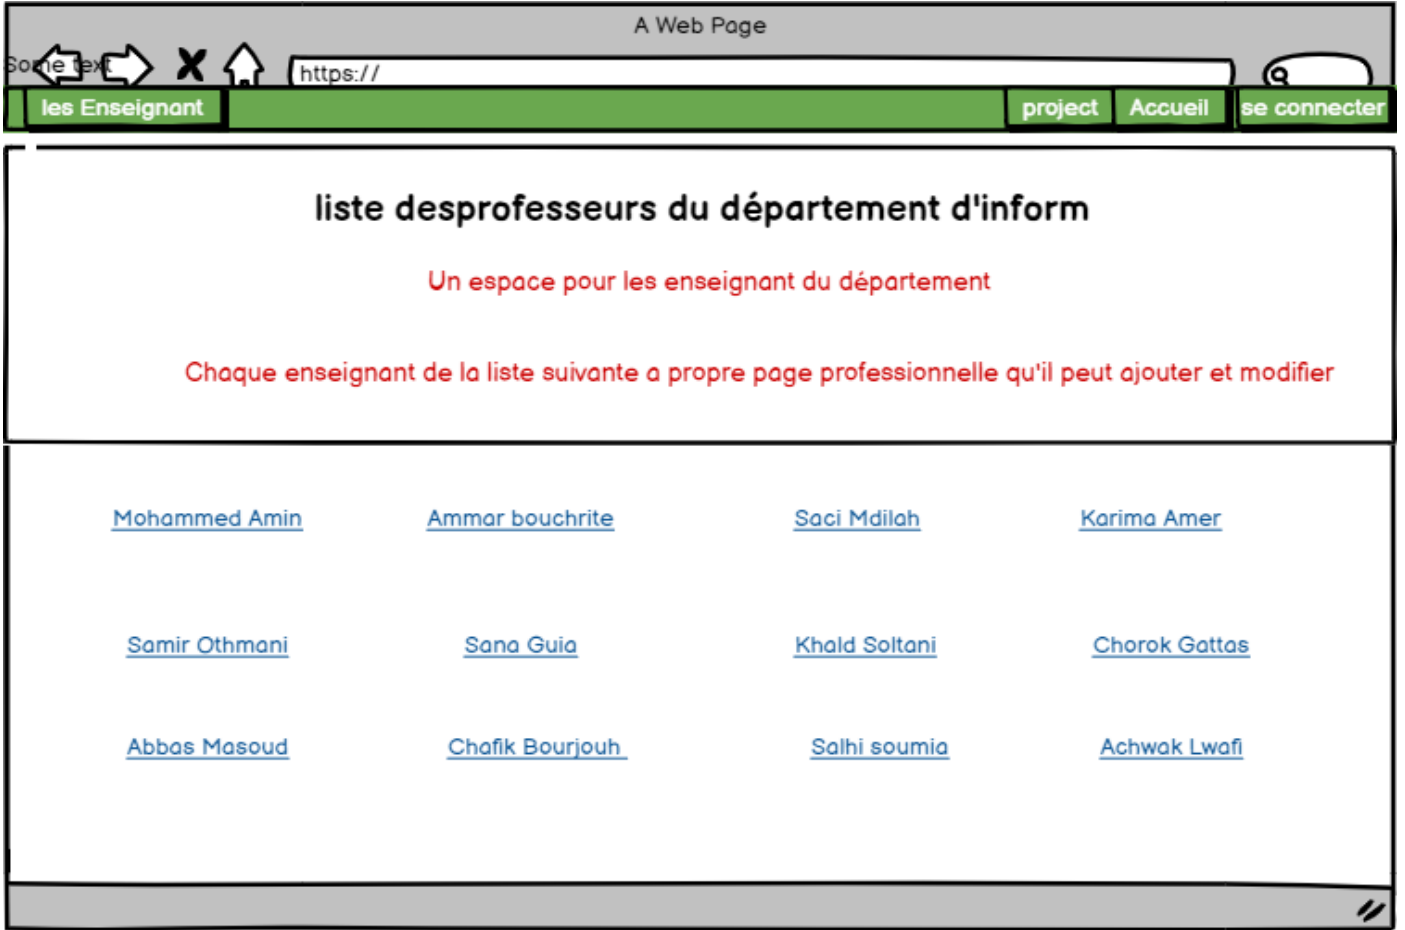 A Web Page
Some text
https://
les Enseignant project Accueil se connecter
liste desprofesseurs du département d'inform
Un espace pour les enseignant du département
Chaque enseignant de la liste suivante a propre page professionnelle qu'il peut ajouter et modifier
Mohammed Amin Ammar bouchrite Saci Mdilah Karima Amer
Samir Othmani Sana Guia Khald Soltani Chorok Gattas
Abbas Masoud Chafik Bourjouh Salhi soumia Achwak Lwafi